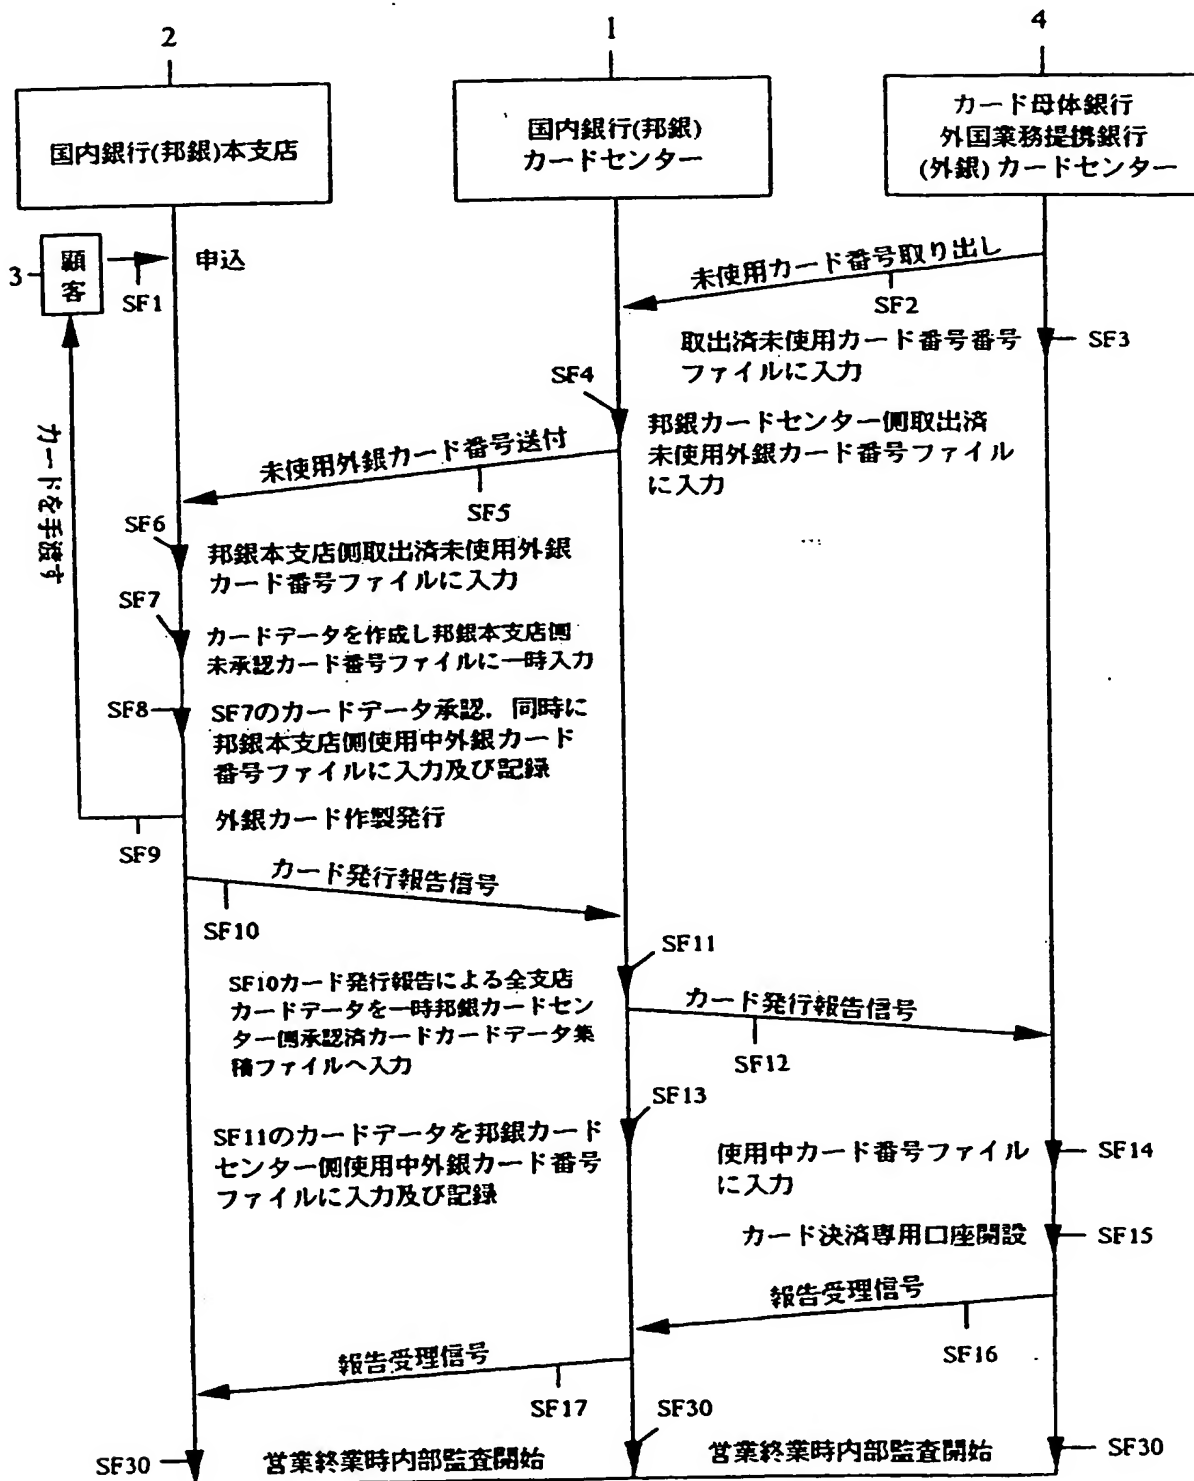 2
1
4
国内銀行(邦銀)本支店
国内銀行(邦銀)
カードセンター
カード母体銀行
外国業務提携銀行
(外銀) カードセンター
3
顧
客
申込
SF1
未使用カード番号取り出し
SF2
取出済未使用カード番号番号
ファイルに入力
SF3
SF4
邦銀カードセンター側取出済
未使用外銀カード番号ファイル
に入力
未使用外銀カード番号送付
SF5
カードを手渡す
SF6
邦銀本支店側取出済未使用外銀
カード番号ファイルに入力
SF7
カードデータを作成し邦銀本支店側
未承認カード番号ファイルに一時入力
SF8
SF7のカードデータ承認. 同時に
邦銀本支店側使用中外銀カード
番号ファイルに入力及び記録
外銀カード作製発行
SF9
カード発行報告信号
SF10
SF11
SF10カード発行報告による全支店
カードデータを一時邦銀カードセン
ター側承認済カードカードデータ集
積ファイルへ入力
カード発行報告信号
SF12
SF13
SF11のカードデータを邦銀カード
センター側使用中外銀カード番号
ファイルに入力及び記録
使用中カード番号ファイル
に入力
SF14
カード決済専用口座開設
SF15
報告受理信号
SF16
報告受理信号
SF17
SF30
SF30
営業終業時内部監査開始
営業終業時内部監査開始
SF30